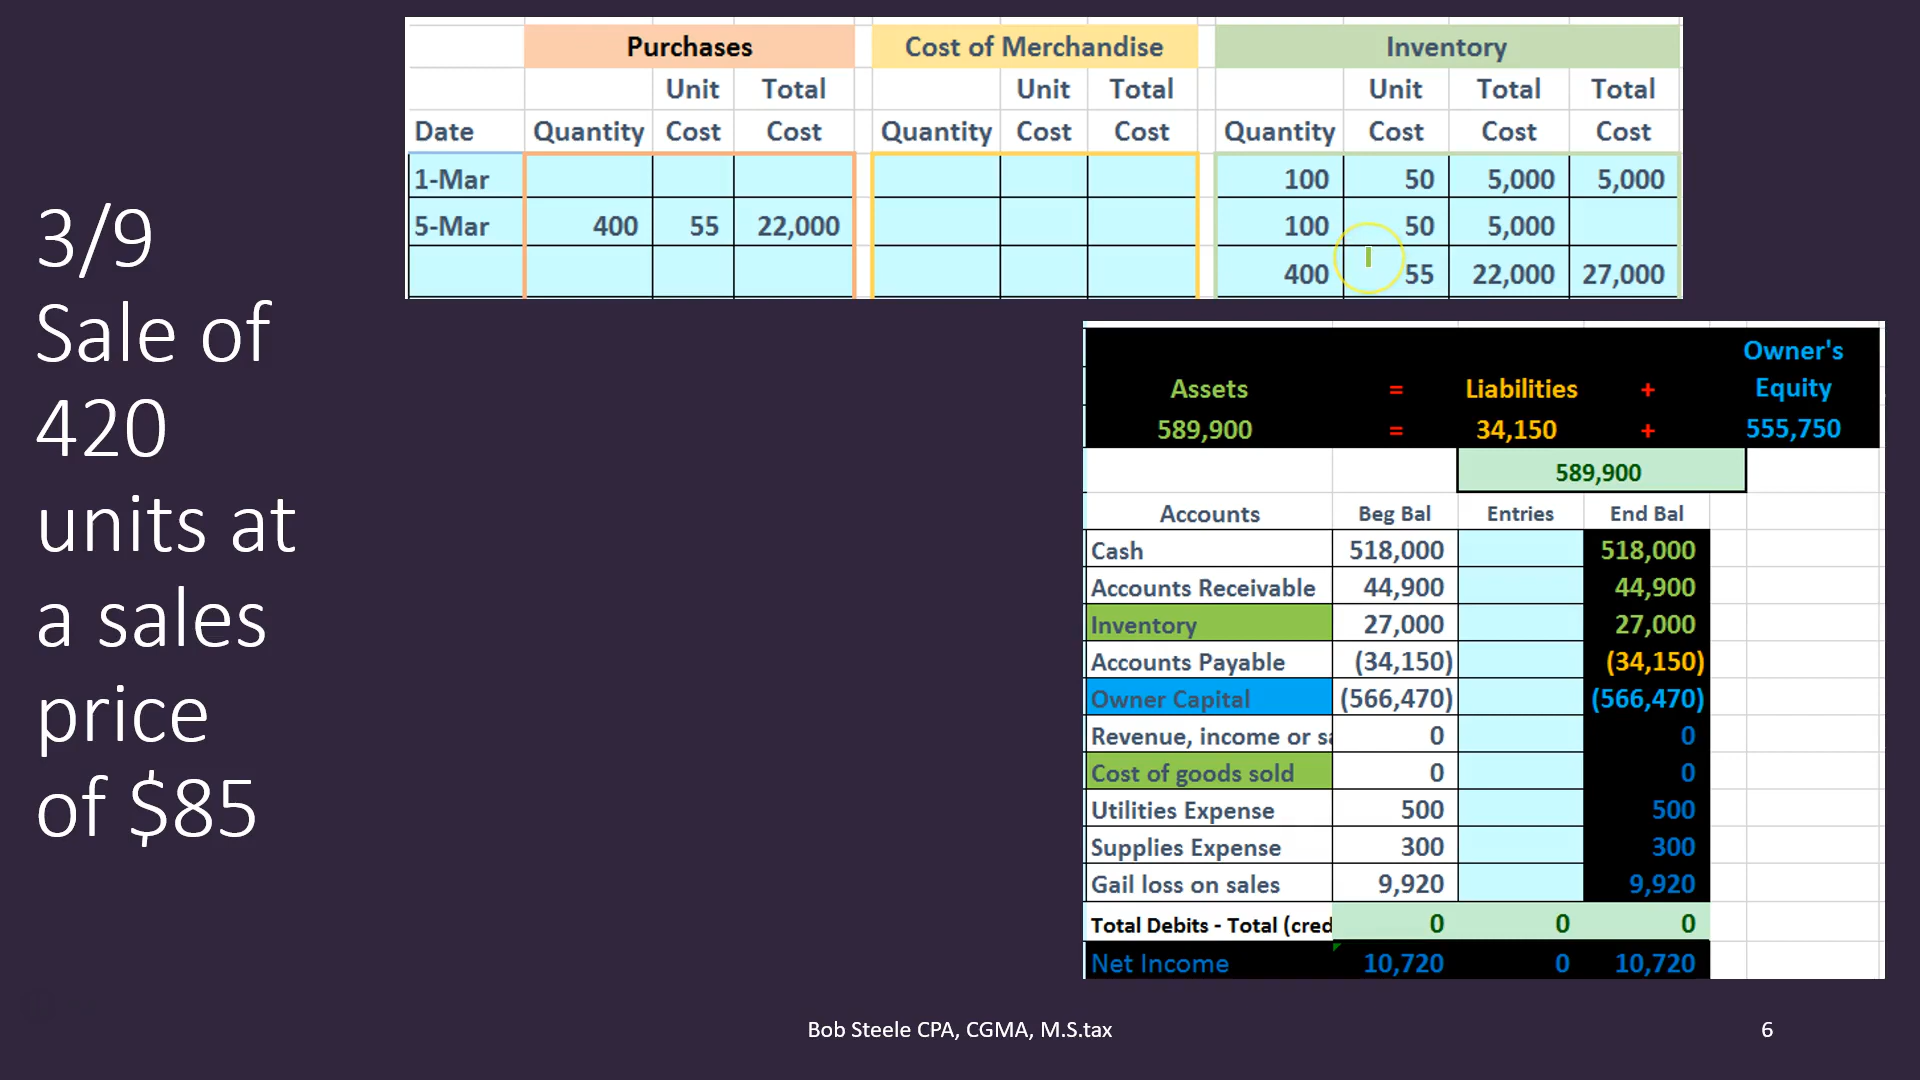 3/9
Sale of
420
units at
a sales
price
of $85
Purchases Cost of Merchandise Inventory
Unit Total Unit Total Unit Total Total
Date Quantity Cost Cost Quantity Cost Cost Quantity Cost Cost Cost
1-Mar 100 50 5,000 5,000
5-Mar 400 55 22,000 100 50 5,000
400 55 22,000 27,000
Owner's
Assets = Liabilities + Equity
589,900 = 34,150 + 555,750
589,900
Accounts Beg Bal Entries End Bal
Cash 518,000 518,000
Accounts Receivable 44,900 44,900
Inventory 27,000 27,000
Accounts Payable (34,150) (34,150)
Owner Capital (566,470) (566,470)
Revenue, income or sa 0 0
Cost of goods sold 0 0
Utilities Expense 500 500
Supplies Expense 300 300
Gail loss on sales 9,920 9,920
Total Debits - Total (cred 0 0 0
Net Income 10,720 0 10,720
Bob Steele CPA, CGMA, M.S.tax 6